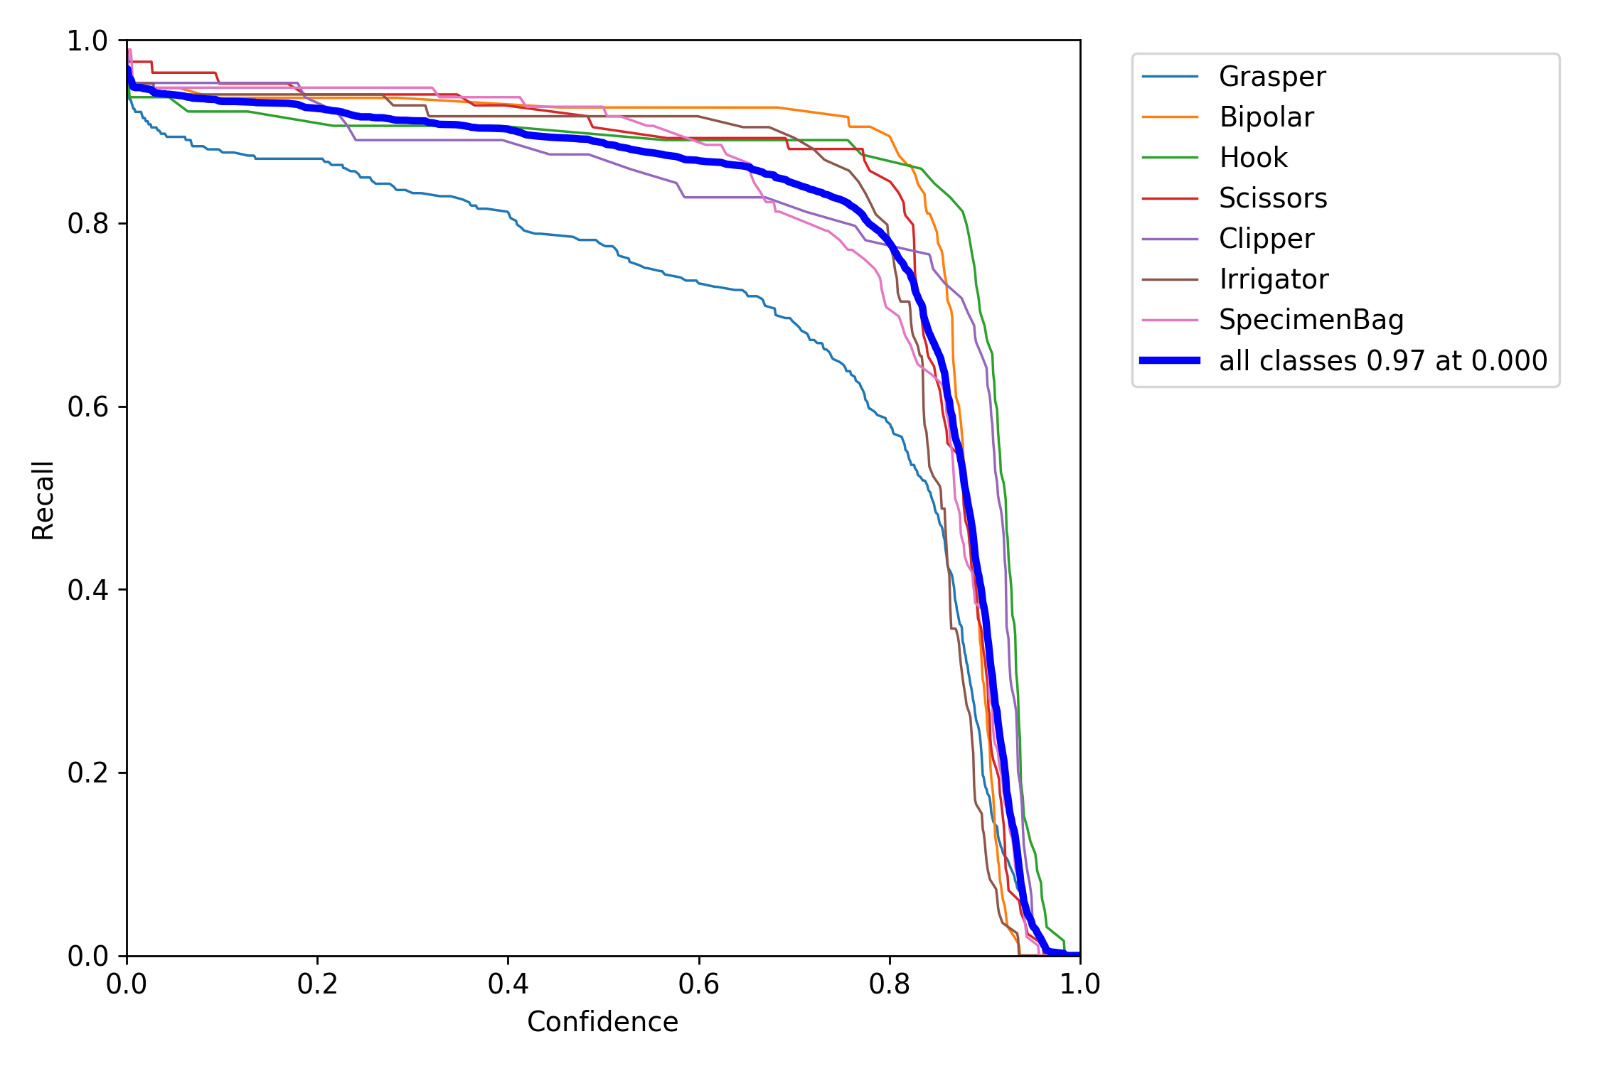 1.0
0.8
0.6
0.4
0.2
0.0
Recall
0.0 0.2 0.4 0.6 0.8 1.0
Confidence
Grasper
Bipolar
Hook
Scissors
Clipper
Irrigator
SpecimenBag
all classes 0.97 at 0.000